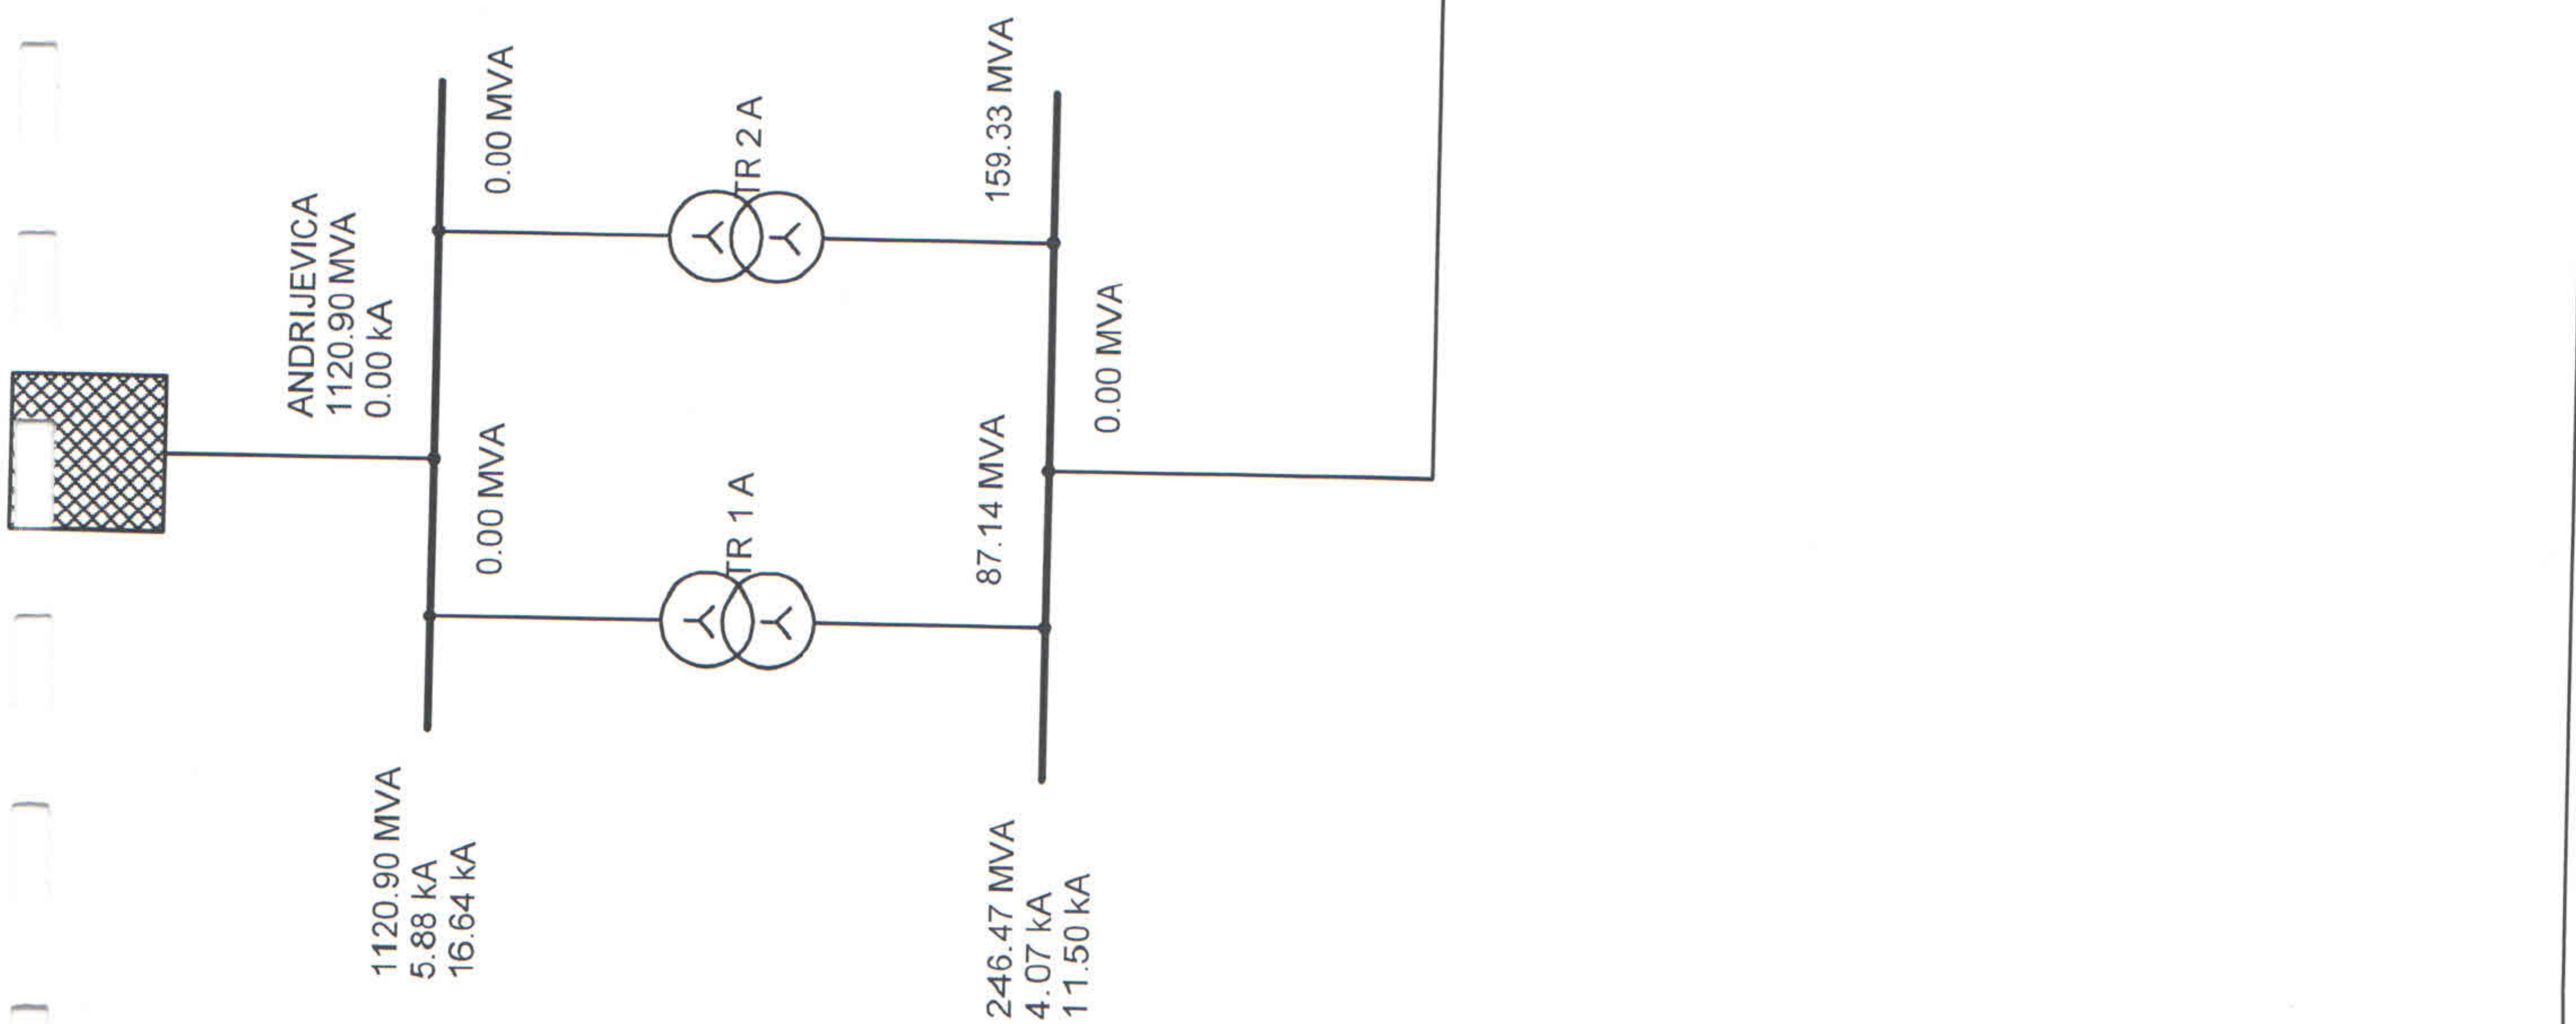 ANDRIJEVICA
1120.90 MVA
0.00 kA
0.00 MVA
0.00 MVA
TR 1 A
TR 2 A
1120.90 MVA
5.88 kA
16.64 kA
87.14 MVA
159.33 MVA
0.00 MVA
246.47 MVA
4.07 kA
11.50 kA